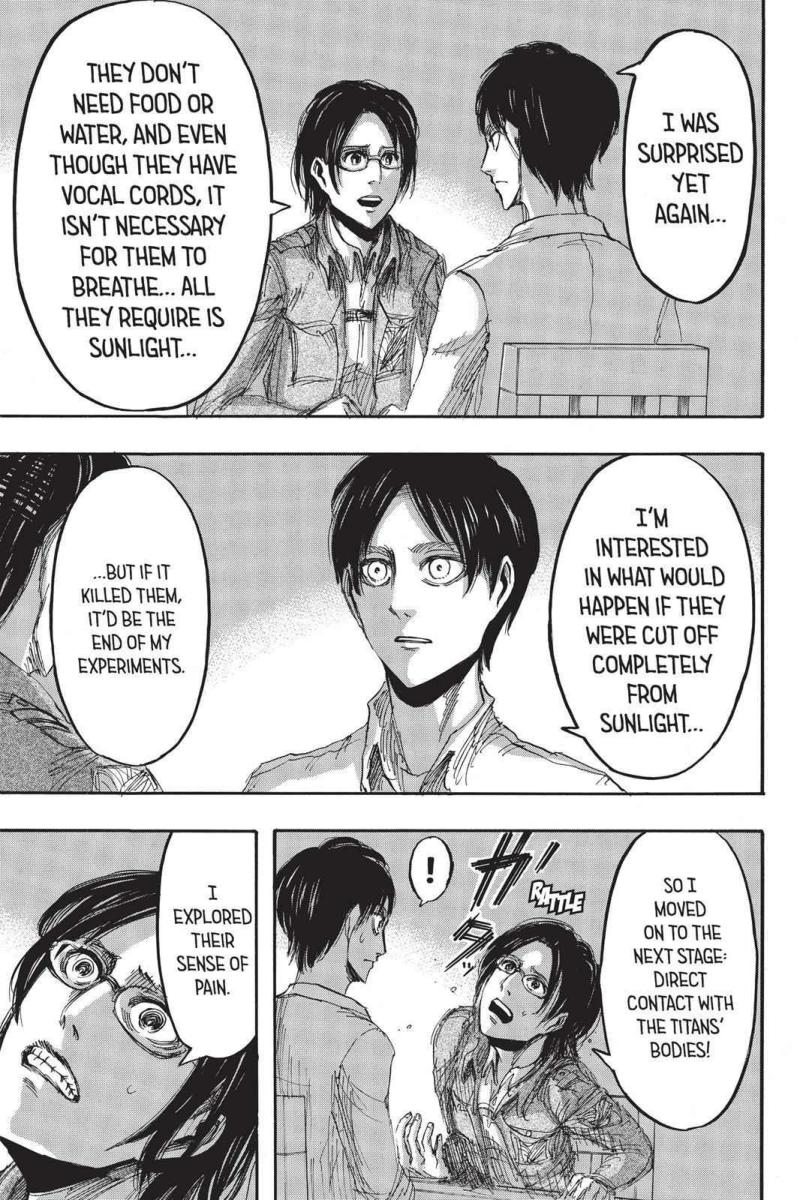 I WAS
SURPRISED
YET
AGAIN...
THEY DON'T
NEED FOOD OR
WATER, AND EVEN
THOUGH THEY HAVE
VOCAL CORDS, IT
ISN'T NECESSARY
FOR THEM TO
BREATHE... ALL
THEY REQUIRE IS
SUNLIGHT...
I'M
INTERESTED
IN WHAT WOULD
HAPPEN IF THEY
WERE CUT OFF
COMPLETELY
FROM
SUNLIGHT...
...BUT IF IT
KILLED THEM,
IT'D BE THE
END OF MY
EXPERIMENTS.
SO I
MOVED
ON TO THE
NEXT STAGE:
DIRECT
CONTACT WITH
THE TITANS'
BODIES!
ガタッ
RATTLE
!
I
EXPLORED
THEIR
SENSE OF
PAIN.